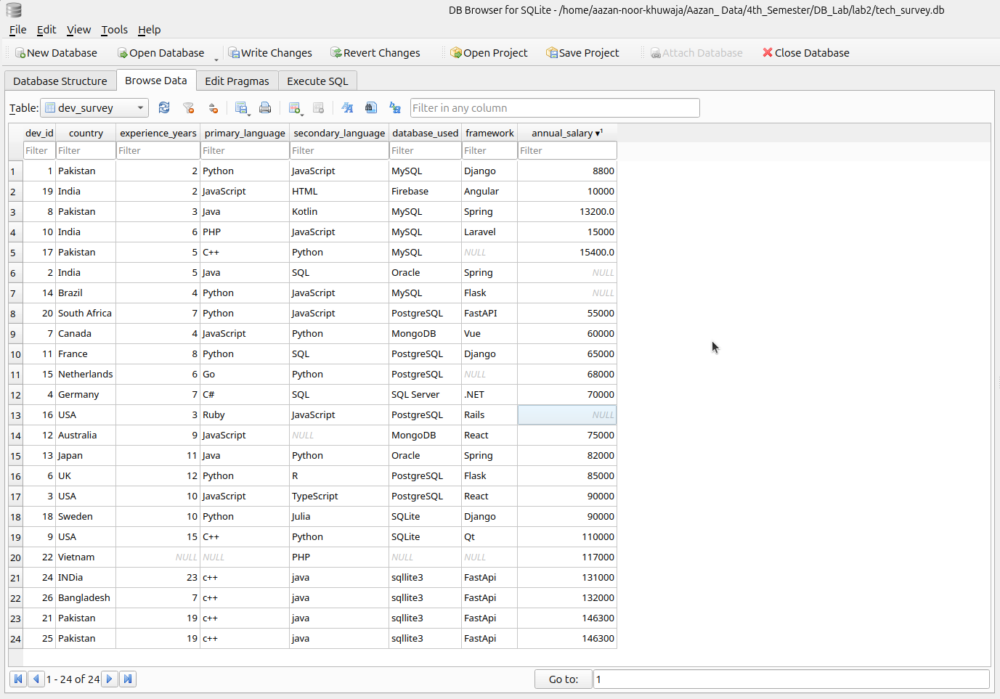 DB Browser for SQLite - /home/aazan-noor-khuwaja/Aazan_ Data/4th_Semester/DB_Lab/lab2/tech_survey.db
File Edit View Tools Help
New Database Open Database Write Changes Revert Changes Open Project Save Project Attach Database Close Database
Database Structure Browse Data Edit Pragmas Execute SQL
Table: dev_survey Filter in any column
dev_id country experience_years primary_language secondary_language database_used framework annual_salary ▾¹
Filter Filter Filter Filter Filter Filter Filter Filter
1 1 Pakistan 2 Python JavaScript MySQL Django 8800
2 19 India 2 JavaScript HTML Firebase Angular 10000
3 8 Pakistan 3 Java Kotlin MySQL Spring 13200.0
4 10 India 6 PHP JavaScript MySQL Laravel 15000
5 17 Pakistan 5 C++ Python MySQL NULL 15400.0
6 2 India 5 Java SQL Oracle Spring NULL
7 14 Brazil 4 Python JavaScript MySQL Flask NULL
8 20 South Africa 7 Python JavaScript PostgreSQL FastAPI 55000
9 7 Canada 4 JavaScript Python MongoDB Vue 60000
10 11 France 8 Python SQL PostgreSQL Django 65000
11 15 Netherlands 6 Go Python PostgreSQL NULL 68000
12 4 Germany 7 C# SQL SQL Server .NET 70000
13 16 USA 3 Ruby JavaScript PostgreSQL Rails NULL
14 12 Australia 9 JavaScript NULL MongoDB React 75000
15 13 Japan 11 Java Python Oracle Spring 82000
16 6 UK 12 Python R PostgreSQL Flask 85000
17 3 USA 10 JavaScript TypeScript PostgreSQL React 90000
18 18 Sweden 10 Python Julia SQLite Django 90000
19 9 USA 15 C++ Python SQLite Qt 110000
20 22 Vietnam NULL NULL PHP NULL NULL 117000
21 24 INDia 23 c++ java sqllite3 FastApi 131000
22 26 Bangladesh 7 c++ java sqllite3 FastApi 132000
23 21 Pakistan 19 c++ java sqllite3 FastApi 146300
24 25 Pakistan 19 c++ java sqllite3 FastApi 146300
1 - 24 of 24 Go to: 1